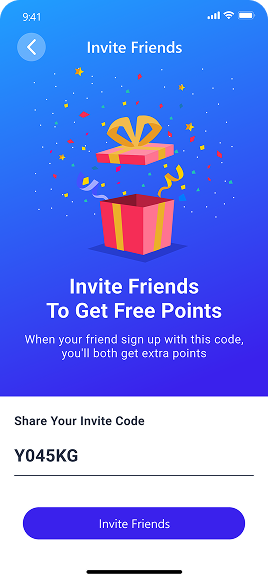 9:41
Invite Friends
Invite Friends
To Get Free Points
When your friend sign up with this code,
you'll both get extra points
Share Your Invite Code
Y045KG
Invite Friends